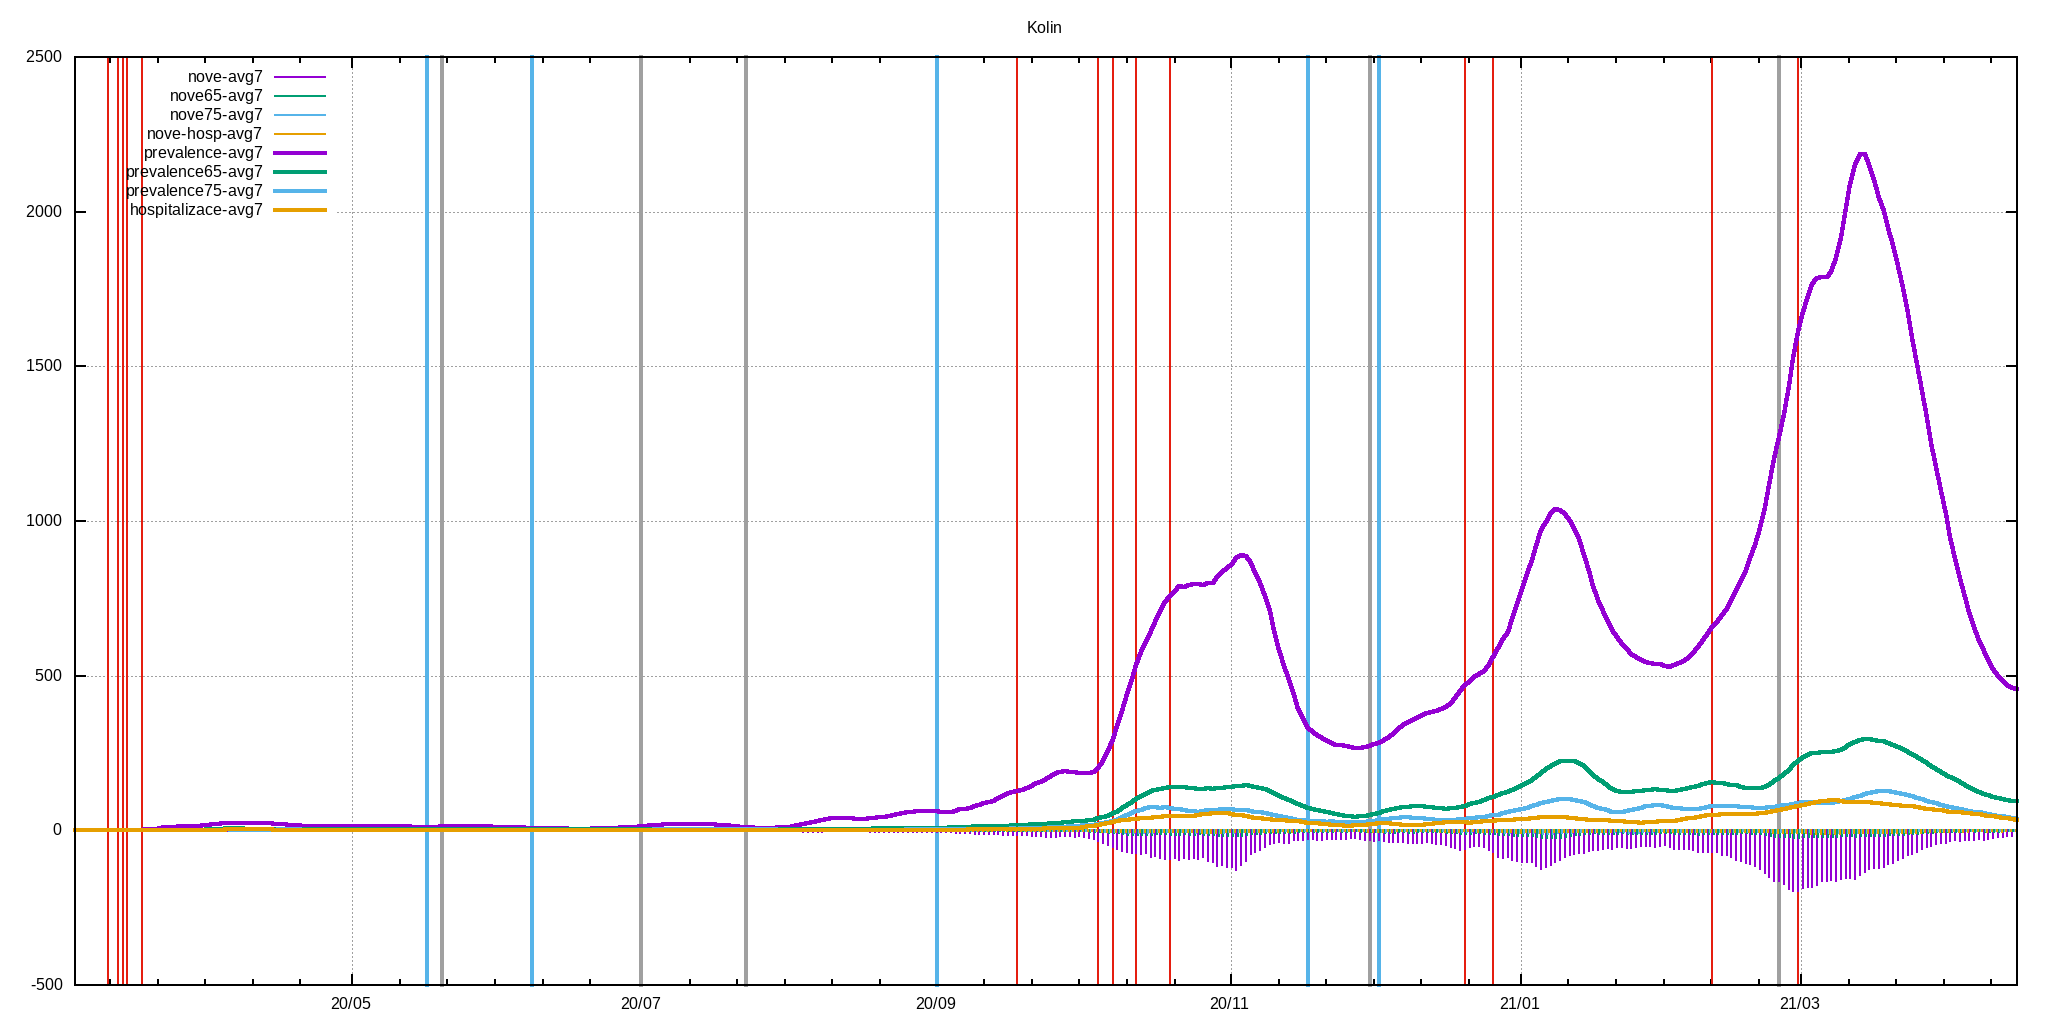 Kolin
2500
2000
1500
1000
500
0
-500
nove-avg7
nove65-avg7
nove75-avg7
nove-hosp-avg7
prevalence-avg7
prevalence65-avg7
prevalence75-avg7
hospitalizace-avg7
20/05
20/07
20/09
20/11
21/01
21/03